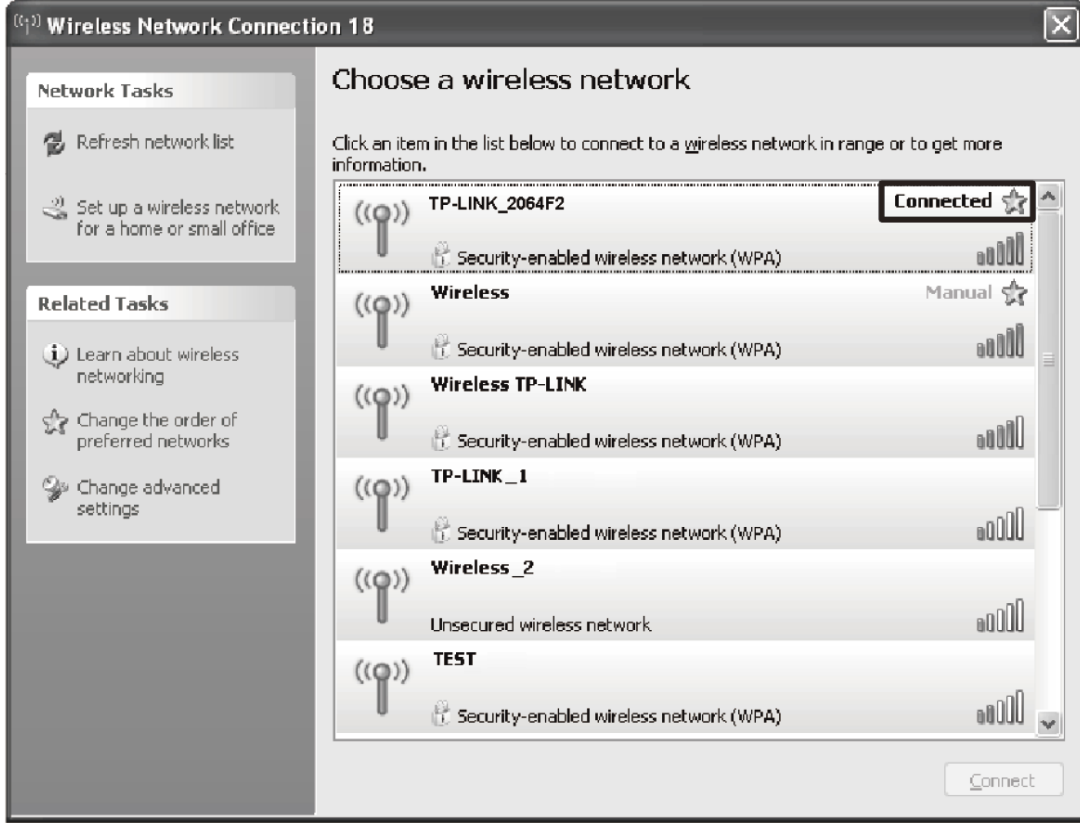 Wireless Network Connection 18
Network Tasks
Refresh network list
Set up a wireless network
for a home or small office
Related Tasks
Learn about wireless
networking
Change the order of
preferred networks
Change advanced
settings
Choose a wireless network
Click an item in the list below to connect to a wireless network in range or to get more
information.
TP-LINK_2064F2 Connected
Security-enabled wireless network (WPA)
Wireless Manual
Security-enabled wireless network (WPA)
Wireless TP-LINK
Security-enabled wireless network (WPA)
TP-LINK_1
Security-enabled wireless network (WPA)
Wireless_2
Unsecured wireless network
TEST
Security-enabled wireless network (WPA)
Connect